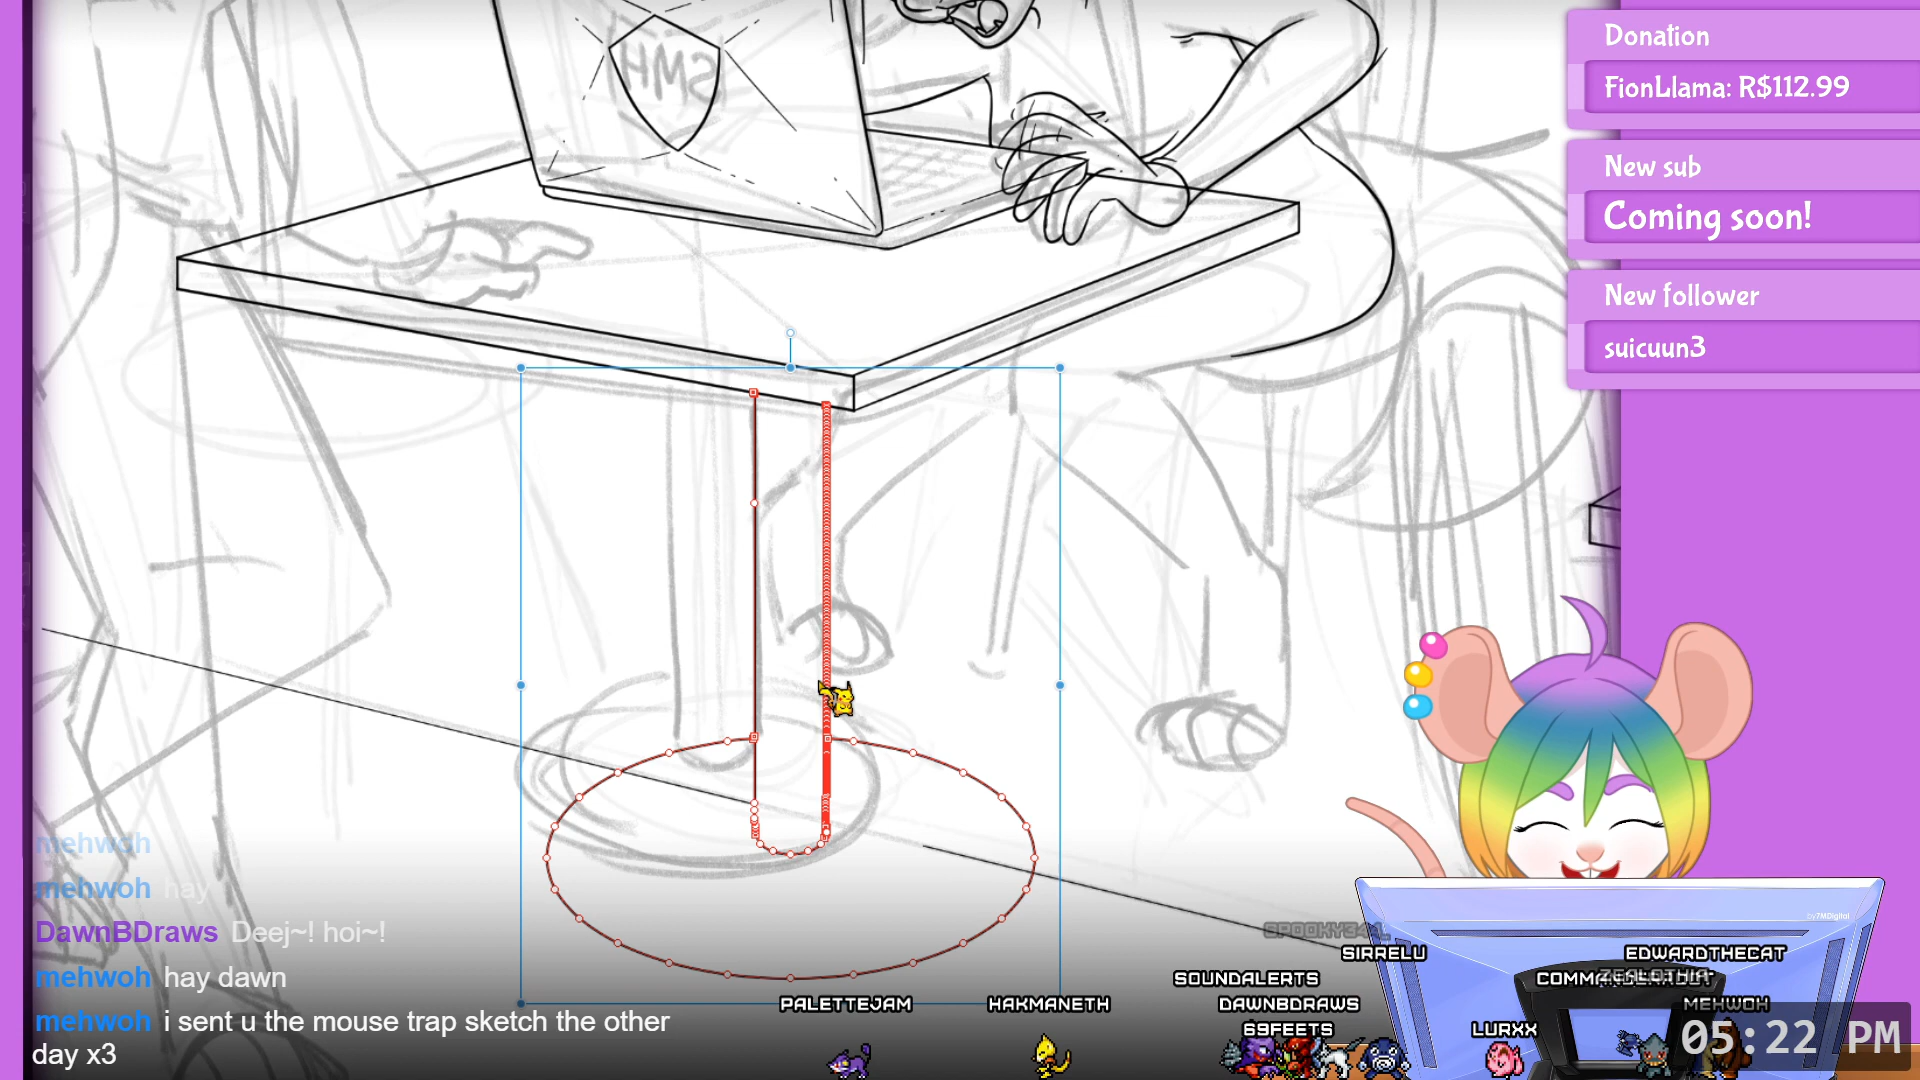 SMH
Donation
FionLlama: R$112.99
New sub
Coming soon!
New follower
suicuun3
mehwoh
mehwoh hay
DawnBDraws Deej~! hoi~!
mehwoh hay dawn
mehwoh i sent u the mouse trap sketch the other
day x3
by7MDigital
SIRRELU
EDWARDTHECAT
SOUNDALERTS
PALETTEJAM
HAKMANETH
DAWNBDRAWS
MEHWOH
69FEETS
LURXX
05:22 PM